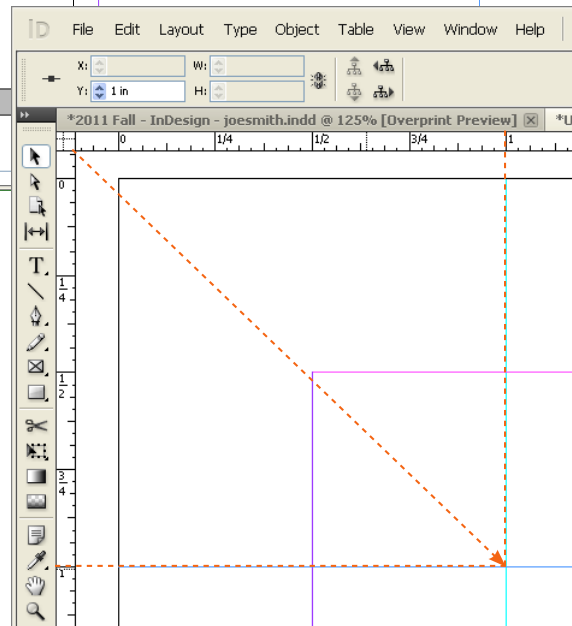 ID File Edit Layout Type Object Table View Window Help
X: W:
Y: 1 in H:
*2011 Fall - InDesign - joesmith.indd @ 125% [Overprint Preview] *U
0 1/4 1/2 3/4 1
0
1
4
1
2
3
4
1
T